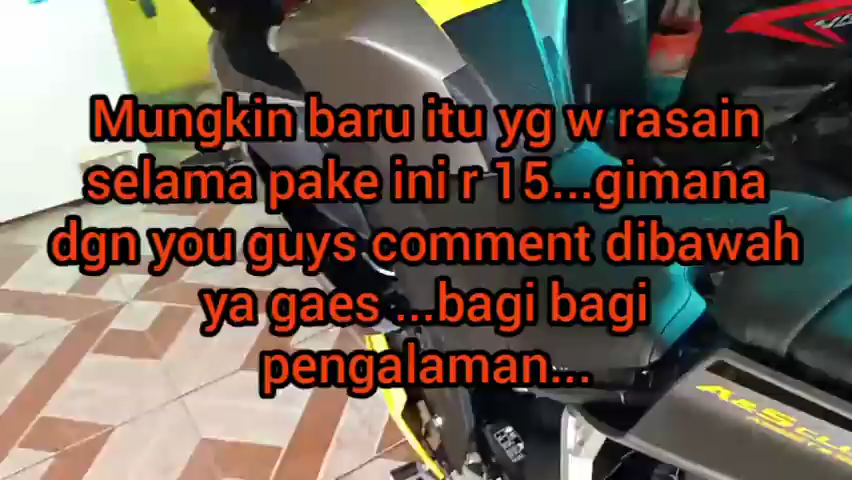 Mungkin baru itu yg w rasain
selama pake ini r 15...gimana
dgn you guys comment dibawah
ya gaes ...bagi bagi
pengalaman...